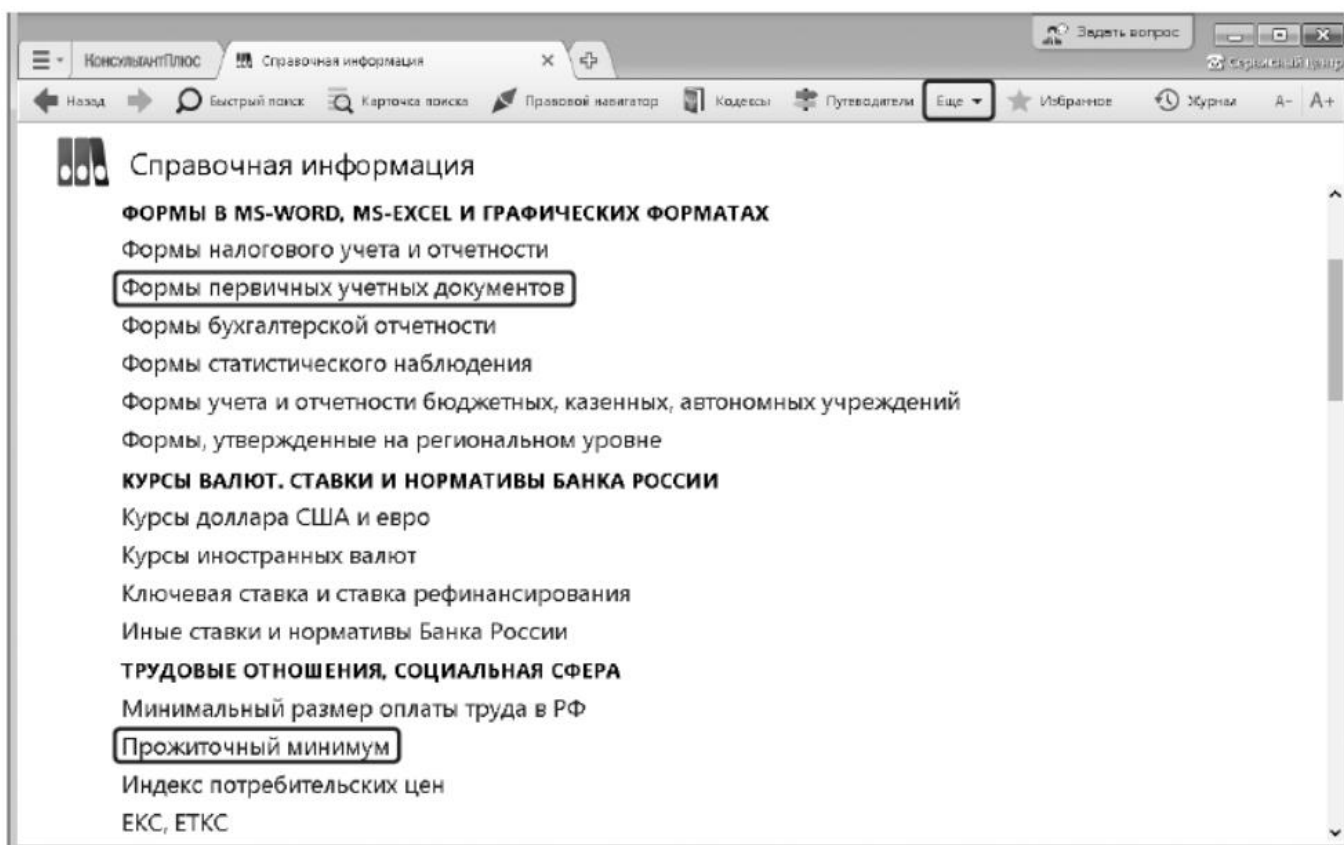 Задать вопрос
КонсультантПлюс Справочная информация
Сервисный центр
Назад Быстрый поиск Карточка поиска Правовой навигатор Кодексы Путеводители Еще Избранное Журнал А- А+
Справочная информация
ФОРМЫ В MS-WORD, MS-EXCEL И ГРАФИЧЕСКИХ ФОРМАТАХ
Формы налогового учета и отчетности
Формы первичных учетных документов
Формы бухгалтерской отчетности
Формы статистического наблюдения
Формы учета и отчетности бюджетных, казенных, автономных учреждений
Формы, утвержденные на региональном уровне
КУРСЫ ВАЛЮТ. СТАВКИ И НОРМАТИВЫ БАНКА РОССИИ
Курсы доллара США и евро
Курсы иностранных валют
Ключевая ставка и ставка рефинансирования
Иные ставки и нормативы Банка России
ТРУДОВЫЕ ОТНОШЕНИЯ, СОЦИАЛЬНАЯ СФЕРА
Минимальный размер оплаты труда в РФ
Прожиточный минимум
Индекс потребительских цен
ЕКС, ЕТКС